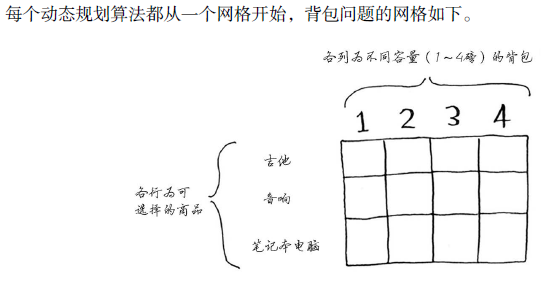 每个动态规划算法都从一个网格开始，背包问题的网格如下。
各列为不同容量（1～4磅）的背包
1 2 3 4
吉他
各行为可
选择的商品
音响
笔记本电脑